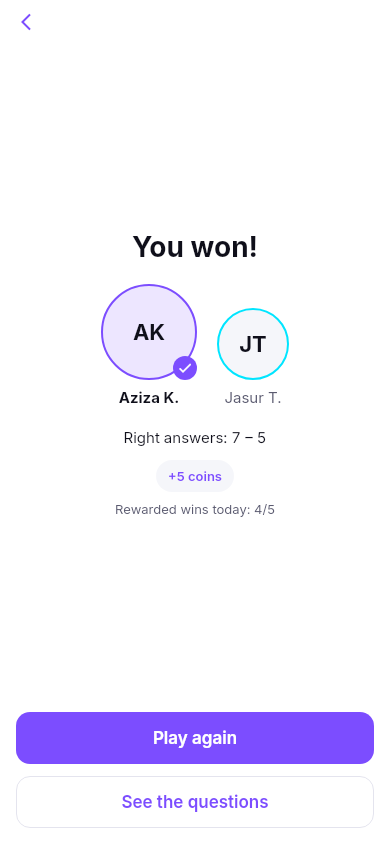 You won!
AK
JT
Aziza K.
Jasur T.
Right answers: 7 – 5
+5 coins
Rewarded wins today: 4/5
Play again
See the questions